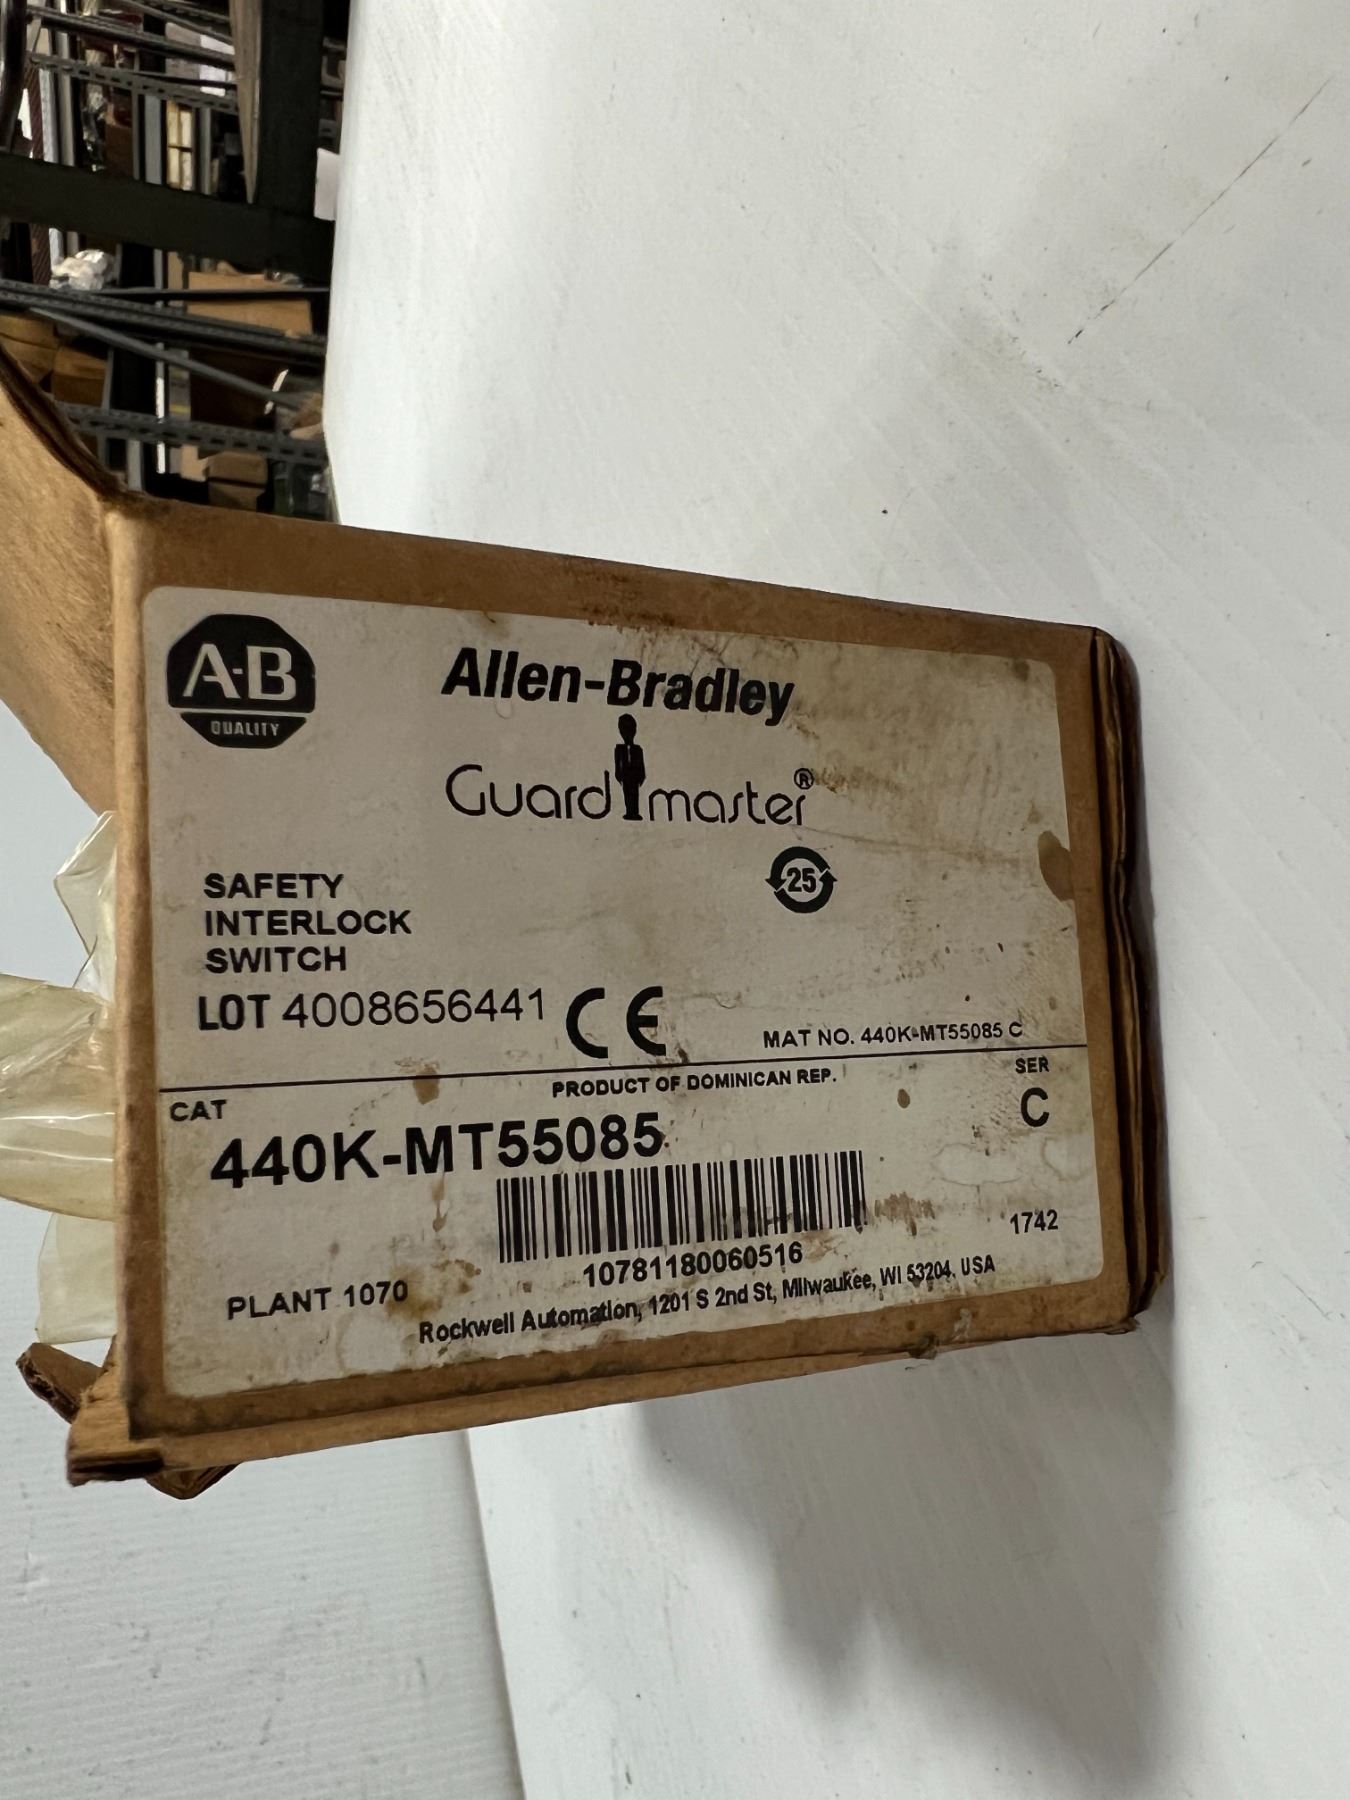 A-B
QUALITY
Allen-Bradley
Guardmaster®
25
SAFETY
INTERLOCK
SWITCH
LOT 4008656441 CE
MAT NO. 440K-MT55085 C
PRODUCT OF DOMINICAN REP.
SER
CAT
C
440K-MT55085
1742
10781180060516
PLANT 1070
Rockwell Automation, 1201 S 2nd St, Milwaukee, WI 53204, USA